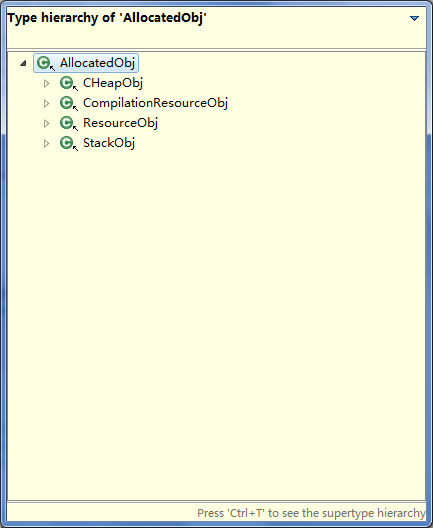 Type hierarchy of 'AllocatedObj'
AllocatedObj
CHeapObj
CompilationResourceObj
ResourceObj
StackObj
Press 'Ctrl+T' to see the supertype hierarchy